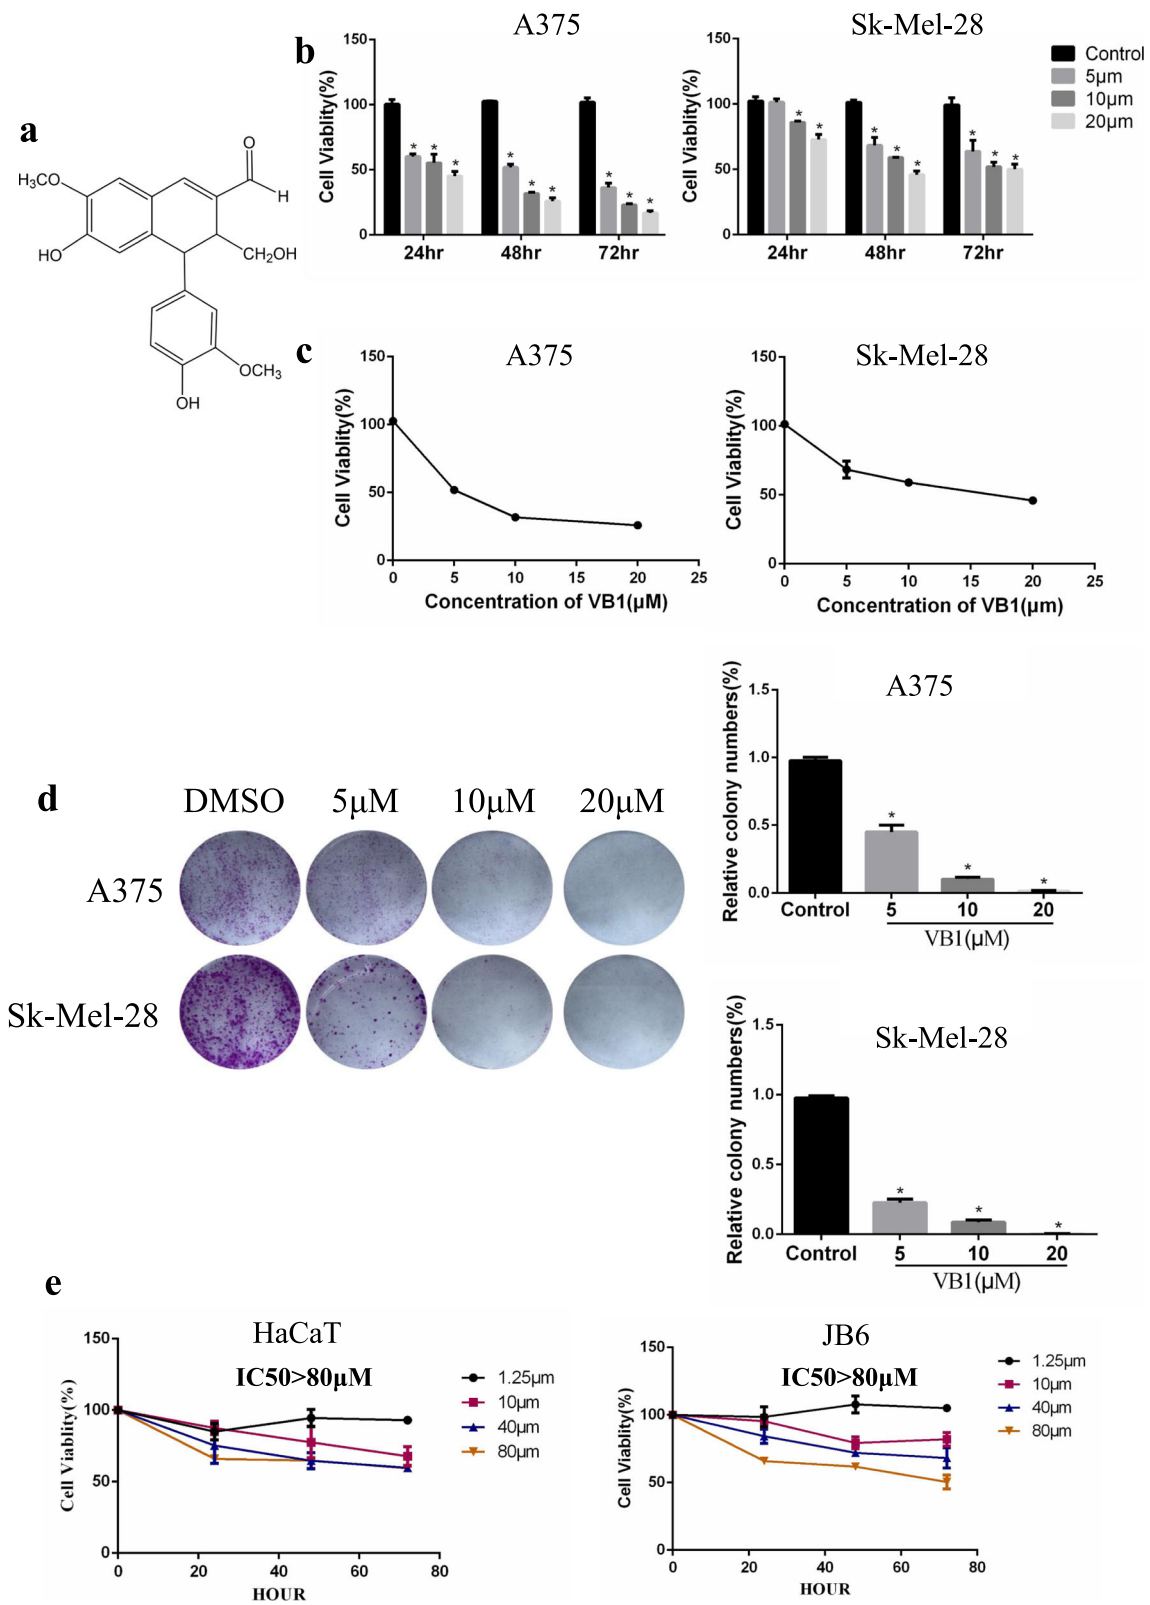 a
O
H
H3CO
HO
CH2OH
OCH3
OH
b
A375
Sk-Mel-28
Cell Viablity(%)
150
100
50
0
24hr 48hr 72hr
* * * * * * * * *
Cell Viablity(%)
150
100
50
0
24hr 48hr 72hr
* * * * * * * *
Control
5μm
10μm
20μm
c
A375
Cell Viablity(%)
150
100
50
0
0 5 10 15 20 25
Concentration of VB1(μM)
Sk-Mel-28
Cell Viablity(%)
150
100
50
0
0 5 10 15 20 25
Concentration of VB1(μm)
d
DMSO 5μM 10μM 20μM
A375
Sk-Mel-28
A375
Relative colony numbers(%)
1.5
1.0
0.5
0.0
* * *
Control 5 10 20
VB1(μM)
Sk-Mel-28
Relative colony numbers(%)
1.5
1.0
0.5
0.0
* * *
Control 5 10 20
VB1(μM)
e
HaCaT
IC50>80μM
Cell Viablity(%)
150
100
50
0
0 20 40 60 80
HOUR
1.25μm
10μm
40μm
80μm
JB6
IC50>80μM
Cell Viablity(%)
150
100
50
0
0 20 40 60 80
HOUR
1.25μm
10μm
40μm
80μm